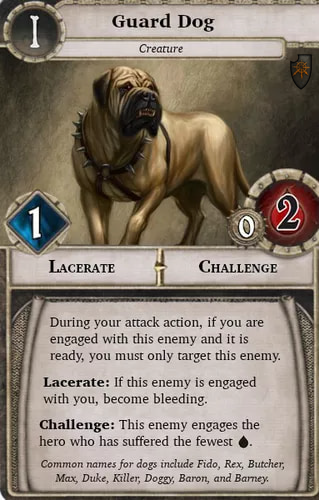 I
Guard Dog
Creature
1
0
2
LACERATE
CHALLENGE
During your attack action, if you are
engaged with this enemy and it is
ready, you must only target this enemy.
Lacerate: If this enemy is engaged
with you, become bleeding.
Challenge: This enemy engages the
hero who has suffered the fewest .
Common names for dogs include Fido, Rex, Butcher,
Max, Duke, Killer, Doggy, Baron, and Barney.